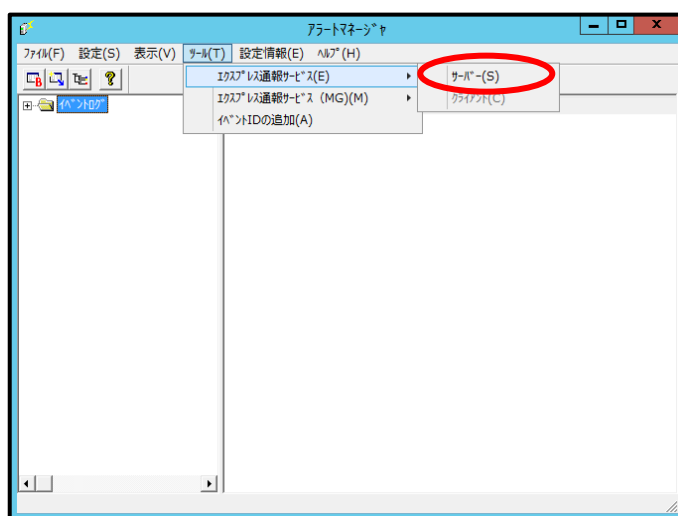 アラートマネージャ
ファイル(F) 設定(S) 表示(V) ツール(T) 設定情報(E) ヘルプ(H)
エクスプレス通報サービス(E)
サーバー(S)
エクスプレス通報サービス (MG)(M)
クライアント(C)
イベントIDの追加(A)
イベントログ